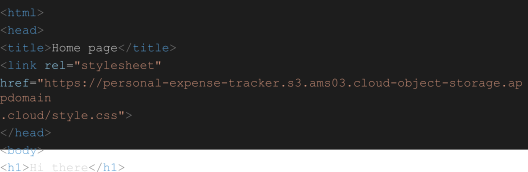 <html>
<head>
<title>Home page</title>
<link rel="stylesheet"
href="https://personal-expense-tracker.s3.ams03.cloud-object-storage.ap
pdomain
.cloud/style.css">
</head>
<body>
<h1>Hi there</h1>